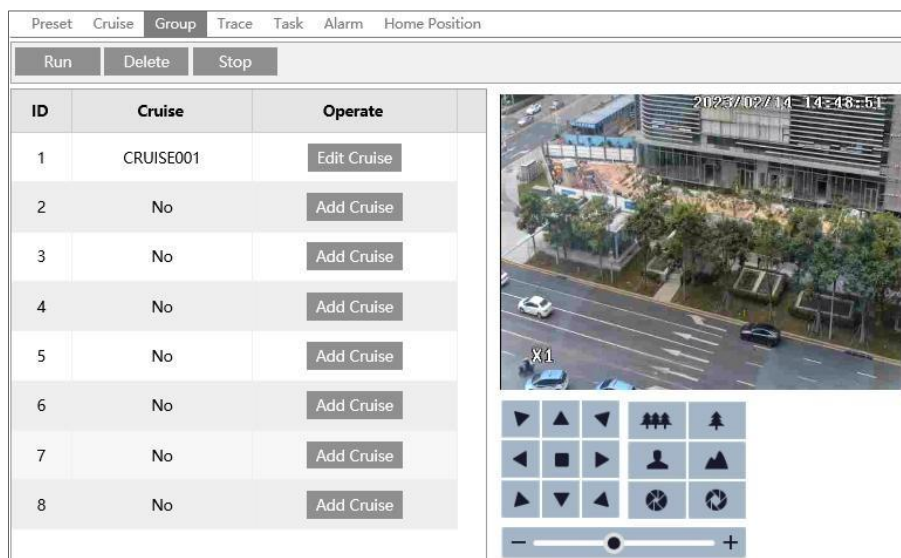 Preset Cruise Group Trace Task Alarm Home Position
Run Delete Stop
ID Cruise Operate
2023/02/14 14:48:51
1 CRUISE001 Edit Cruise
2 No Add Cruise
3 No Add Cruise
4 No Add Cruise
5 No Add Cruise
X1
6 No Add Cruise
7 No Add Cruise
8 No Add Cruise